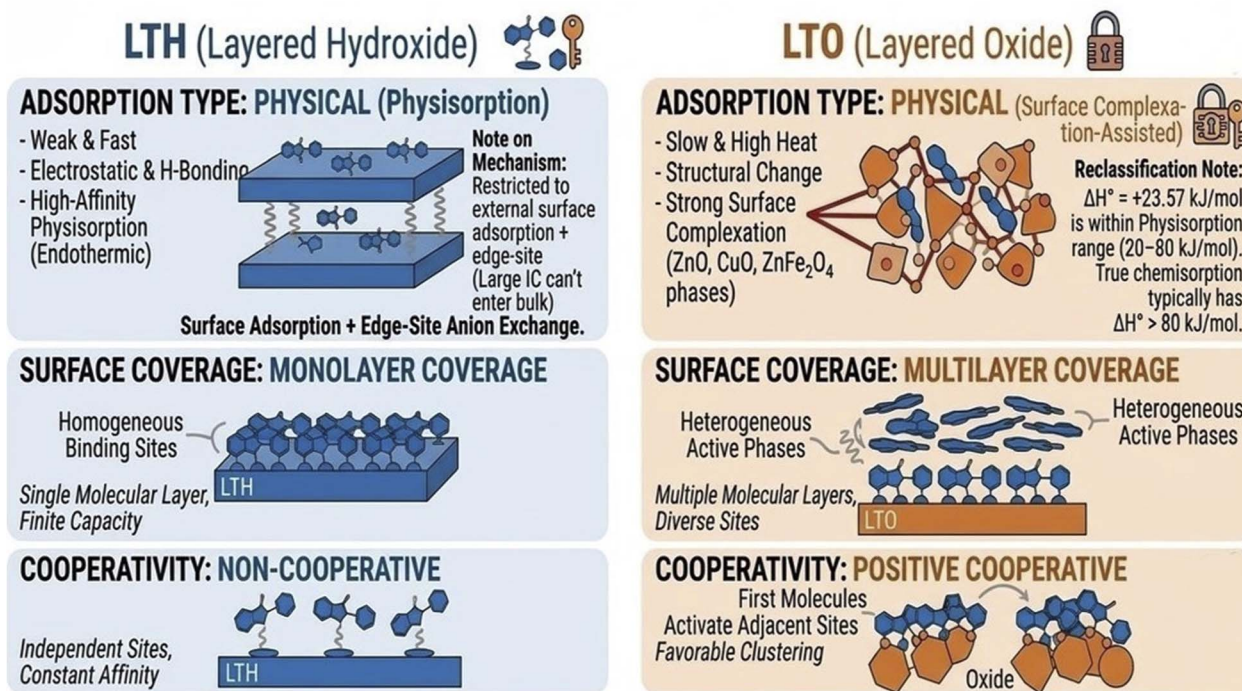 LTH (Layered Hydroxide)
ADSORPTION TYPE: PHYSICAL (Physisorption)
- Weak & Fast
- Electrostatic & H-Bonding
- High-Affinity
Physisorption
(Endothermic)
Note on
Mechanism:
Restricted to
external surface
adsorption +
edge-site
(Large IC can't
enter bulk)
Surface Adsorption + Edge-Site Anion Exchange.
SURFACE COVERAGE: MONOLAYER COVERAGE
Homogeneous
Binding Sites
LTH
Single Molecular Layer,
Finite Capacity
COOPERATIVITY: NON-COOPERATIVE
Independent Sites,
Constant Affinity
LTH
LTO (Layered Oxide)
ADSORPTION TYPE: PHYSICAL (Surface Complexa-
tion-Assisted)
- Slow & High Heat
- Structural Change
- Strong Surface
Complexation
(ZnO, CuO, ZnFe₂O₄
phases)
Reclassification Note:
ΔH° = +23.57 kJ/mol
is within Physisorption
range (20–80 kJ/mol).
True chemisorption
typically has
ΔH° > 80 kJ/mol.
SURFACE COVERAGE: MULTILAYER COVERAGE
Heterogeneous
Active Phases
Heterogeneous
Active Phases
Multiple Molecular Layers,
Diverse Sites
LTO
COOPERATIVITY: POSITIVE COOPERATIVE
First Molecules
Activate Adjacent Sites
Favorable Clustering
Oxide